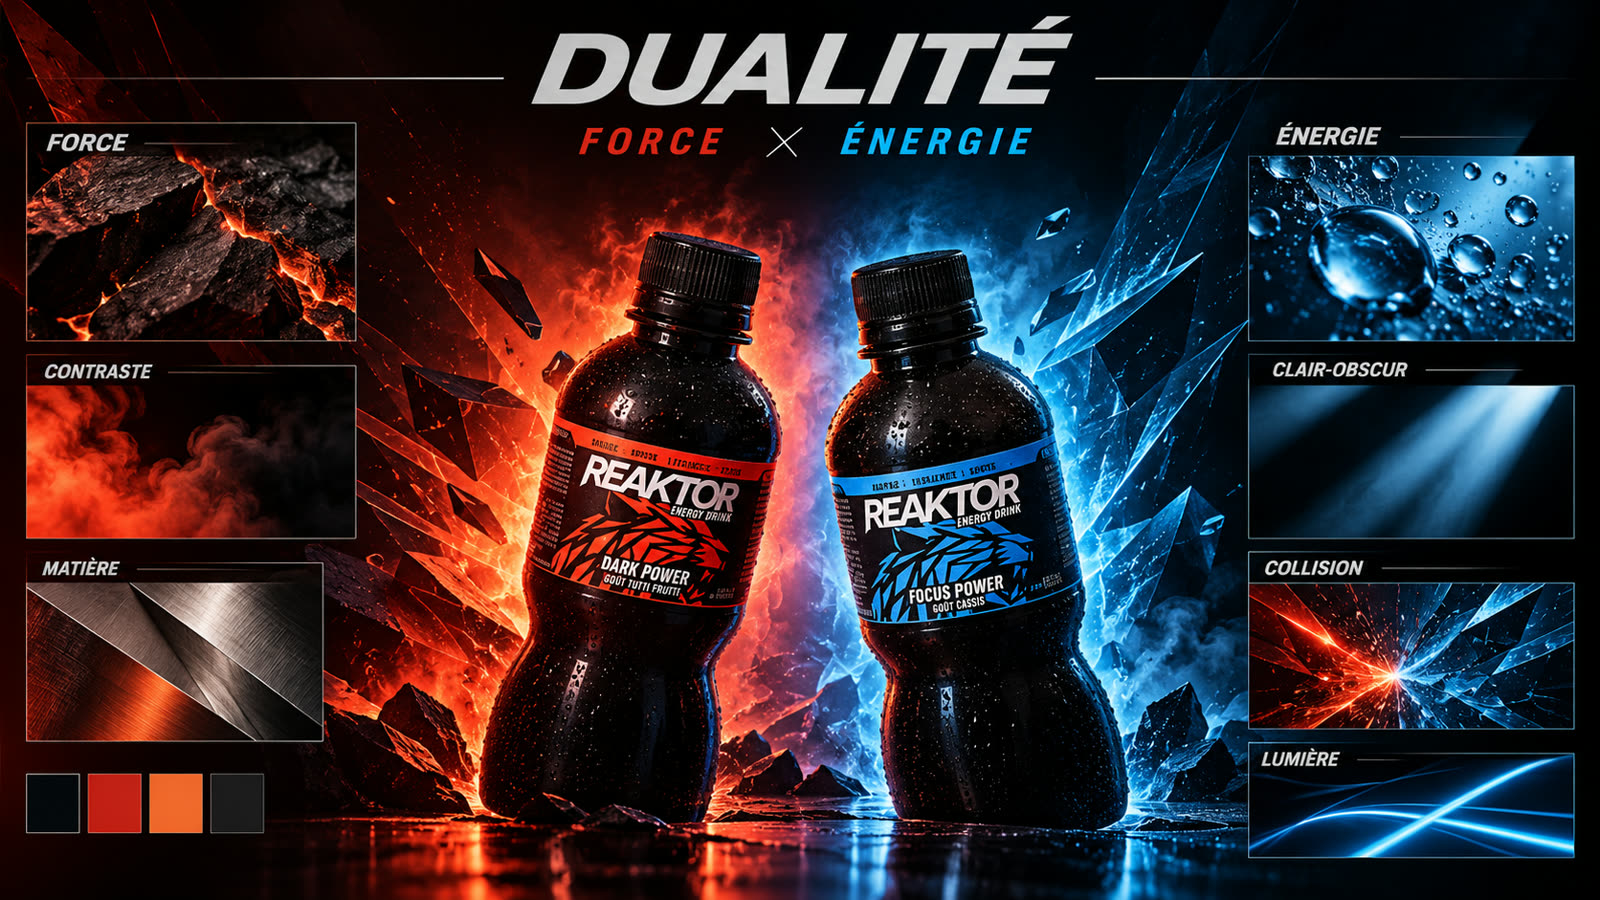 DUALITÉ
FORCE × ÉNERGIE
FORCE
CONTRASTE
MATIÈRE
REAKTOR
ENERGY DRINK
DARK POWER
GOÛT TUTTI FRUTTI
REAKTOR
ENERGY DRINK
FOCUS POWER
GOÛT CASSIS
ÉNERGIE
CLAIR-OBSCUR
COLLISION
LUMIÈRE